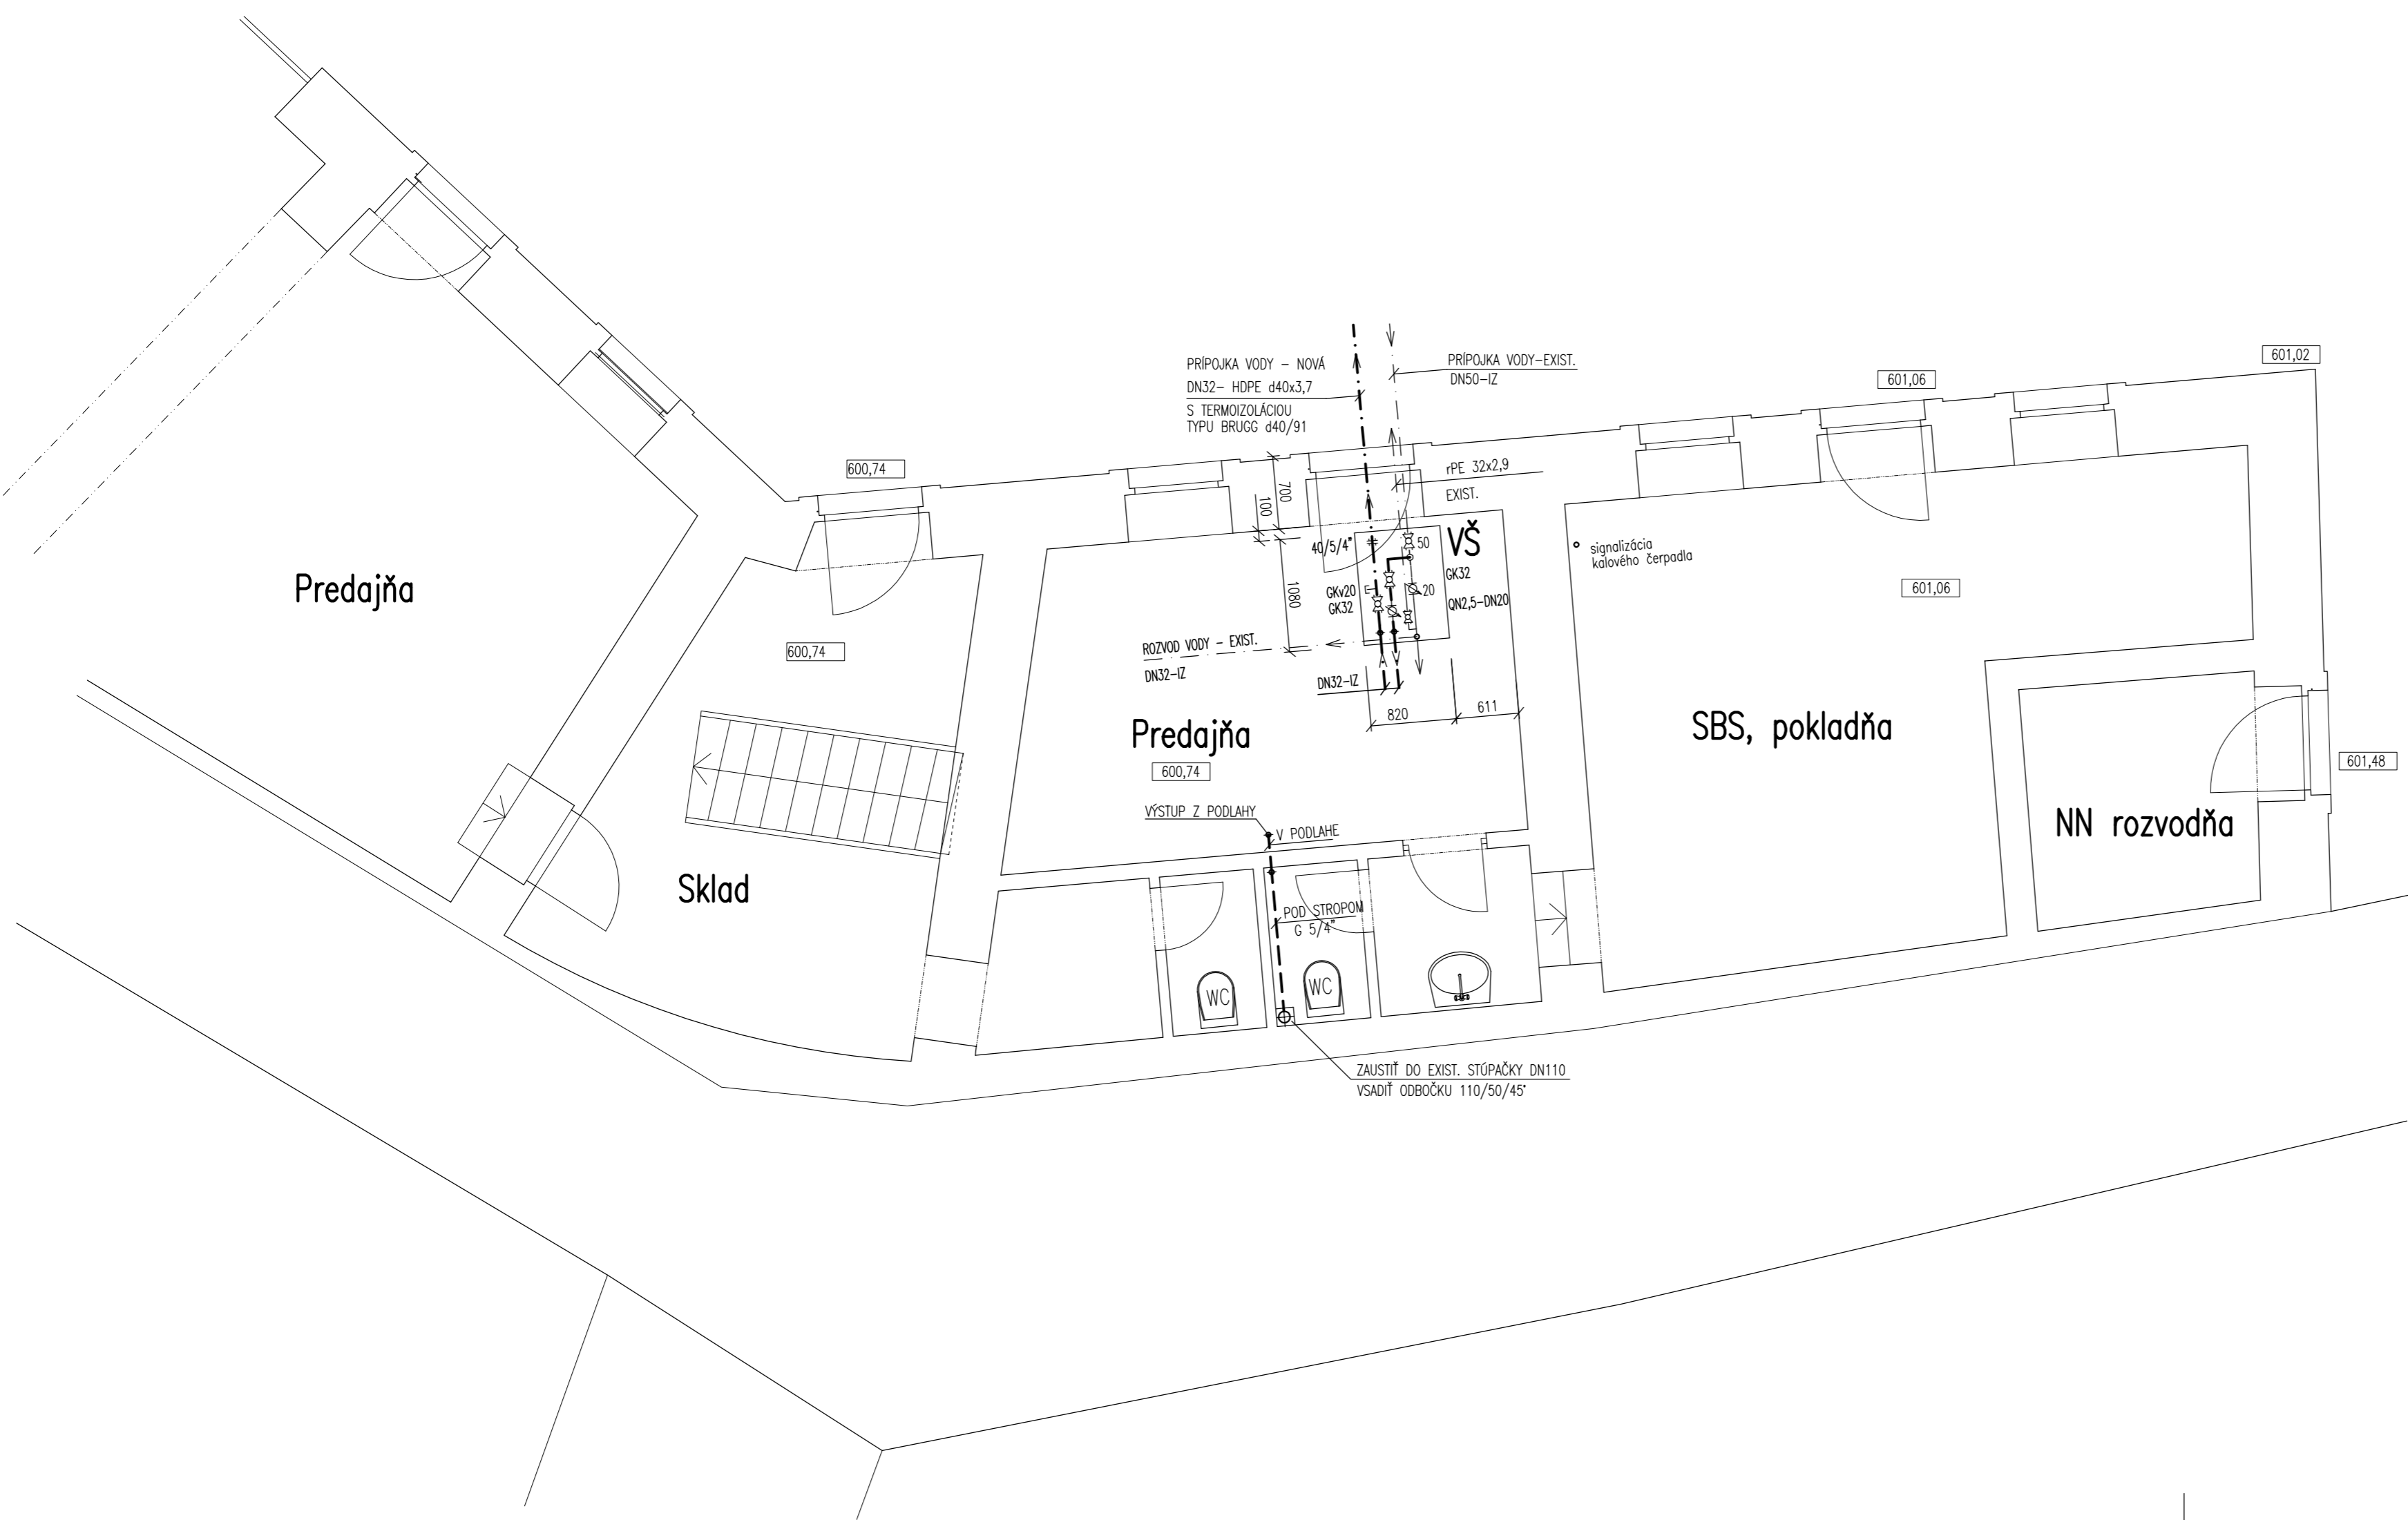 PRÍPOJKA VODY – NOVÁ
DN32– HDPE d40x3,7
S TERMOIZOLÁCIOU
TYPU BRUGG d40/91
PRÍPOJKA VODY–EXIST.
DN50–IZ
601,02
601,06
600,74
rPE 32x2,9
EXIST.
700
100
1080
40/5/4"
50
VŠ
GK32
GKv20
GK32
20
QN2,5–DN20
signalizácia
kalového čerpadla
601,06
Predajňa
600,74
ROZVOD VODY – EXIST.
DN32–IZ
DN32–IZ
820
611
Predajňa
600,74
SBS, pokladňa
601,48
NN rozvodňa
VÝSTUP Z PODLAHY
V PODLAHE
Sklad
POD STROPOM
G 5/4"
WC
WC
ZAUSTIŤ DO EXIST. STÚPAČKY DN110
VSADIŤ ODBOČKU 110/50/45°